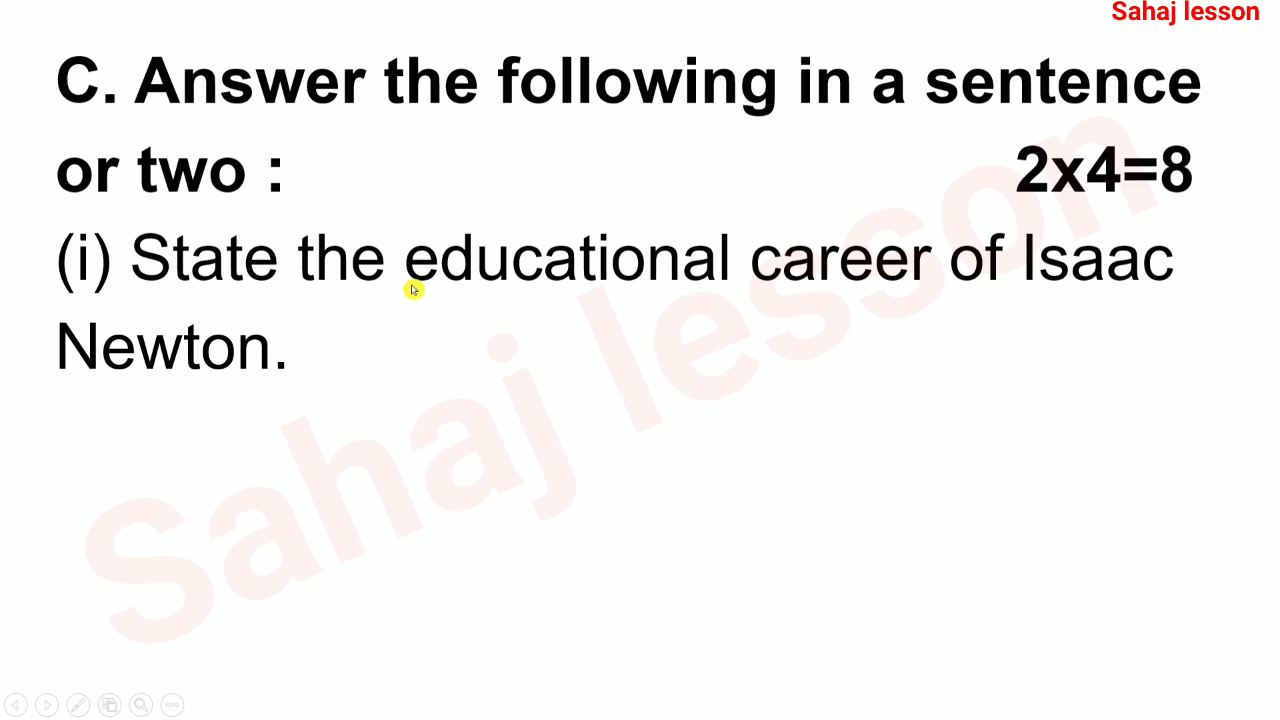 Sahaj lesson
C. Answer the following in a sentence
or two : 2x4=8
(i) State the educational career of Isaac
Newton.
Sahaj lesson